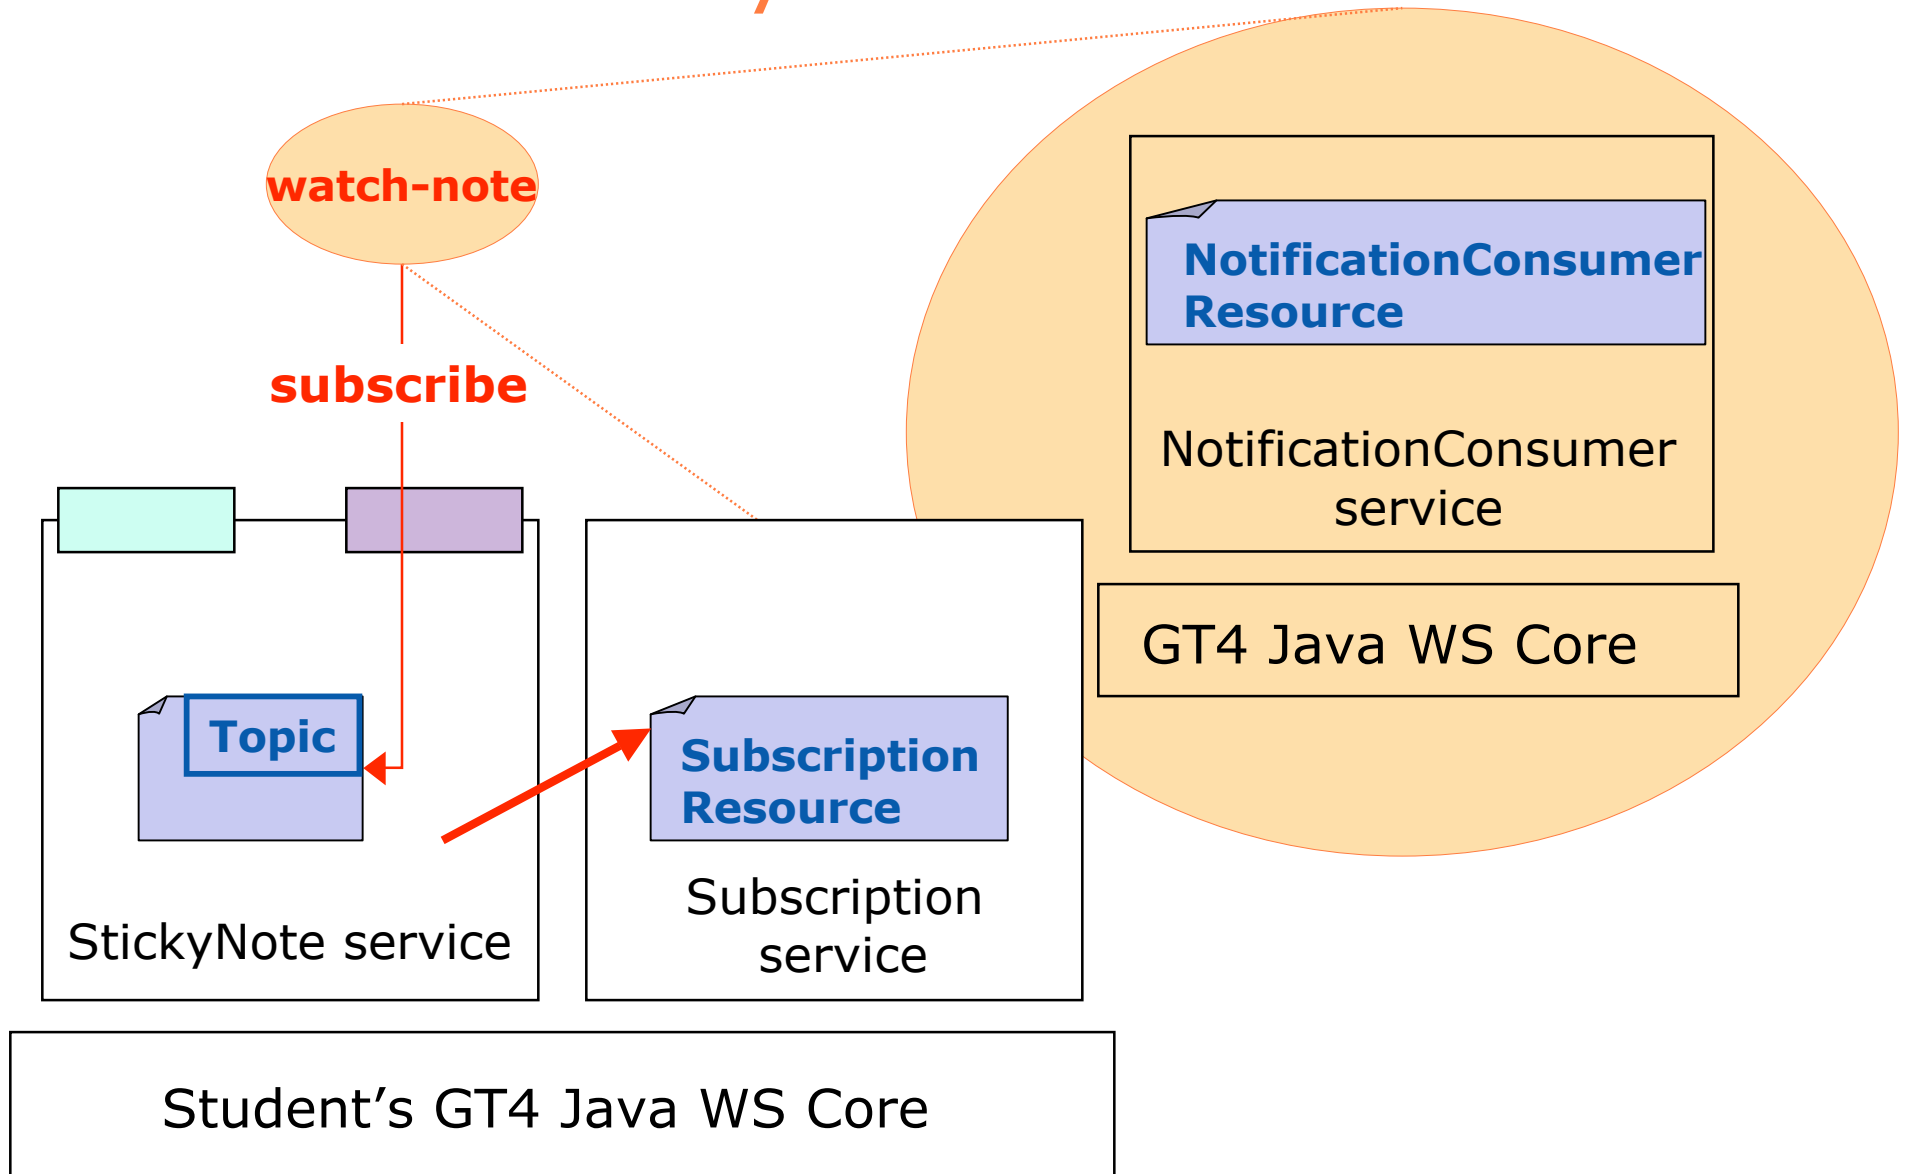 watch-note
NotificationConsumer
Resource
subscribe
NotificationConsumer
service
GT4 Java WS Core
Topic
Subscription
Resource
Subscription
service
StickyNote service
Student’s GT4 Java WS Core